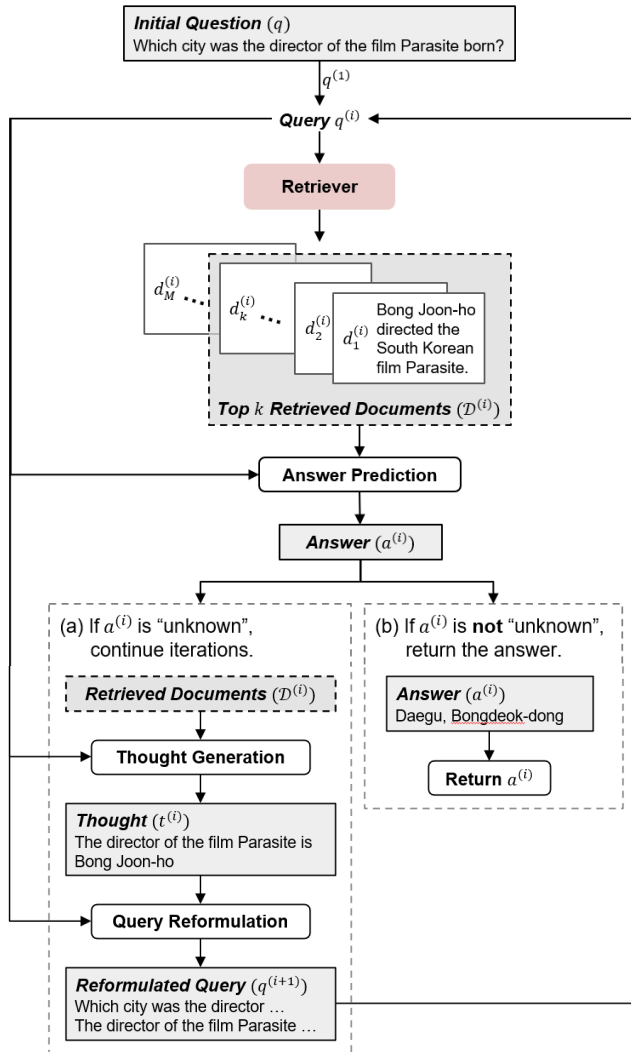 Initial Question (q)
Which city was the director of the film Parasite born?
q^(1)
Query q^(i)
Retriever
d_M^(i) ....
d_k^(i) ....
d_2^(i)
d_1^(i)
Bong Joon-ho
directed the
South Korean
film Parasite.
Top k Retrieved Documents (𝒟^(i))
Answer Prediction
Answer (a^(i))
(a) If a^(i) is “unknown”,
continue iterations.
Retrieved Documents (𝒟^(i))
Thought Generation
Thought (t^(i))
The director of the film Parasite is
Bong Joon-ho
Query Reformulation
Reformulated Query (q^(i+1))
Which city was the director …
The director of the film Parasite …
(b) If a^(i) is not “unknown”,
return the answer.
Answer (a^(i))
Daegu, Bongdeok-dong
Return a^(i)